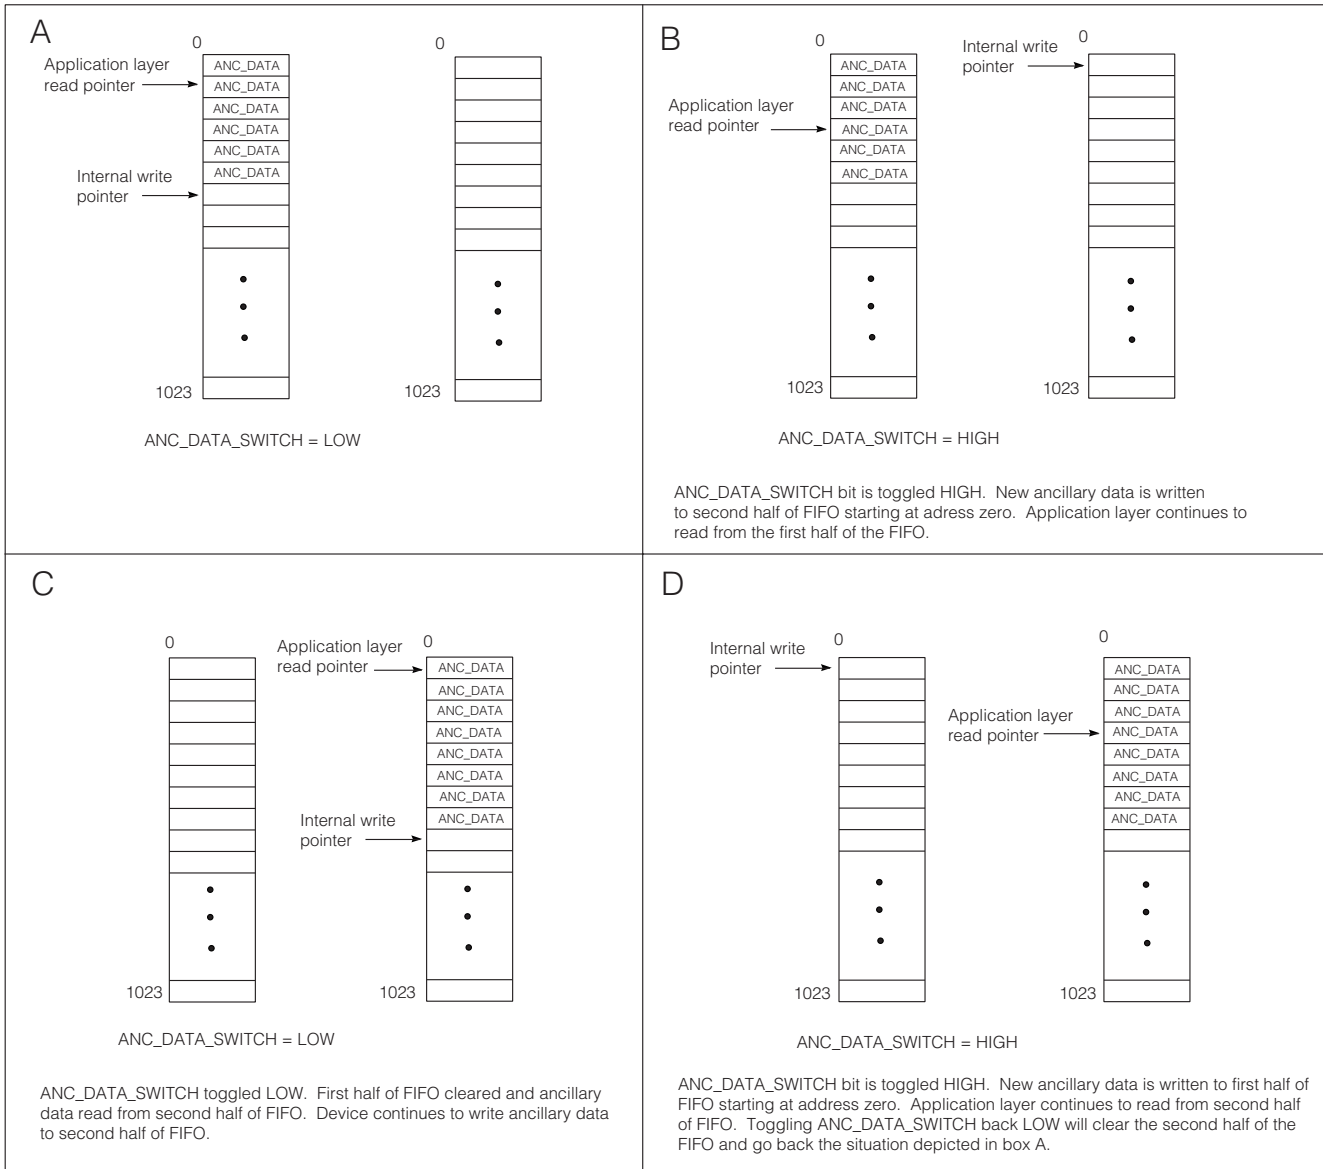 A
0
0
Application layer
read pointer
ANC_DATA
ANC_DATA
ANC_DATA
ANC_DATA
ANC_DATA
ANC_DATA
Internal write
pointer
1023
1023
ANC_DATA_SWITCH = LOW
B
0
0
Internal write
pointer
Application layer
read pointer
ANC_DATA
ANC_DATA
ANC_DATA
ANC_DATA
ANC_DATA
ANC_DATA
1023
1023
ANC_DATA_SWITCH = HIGH
ANC_DATA_SWITCH bit is toggled HIGH. New ancillary data is written
to second half of FIFO starting at adress zero. Application layer continues to
read from the first half of the FIFO.
C
0
0
Application layer
read pointer
ANC_DATA
ANC_DATA
ANC_DATA
ANC_DATA
ANC_DATA
ANC_DATA
ANC_DATA
ANC_DATA
Internal write
pointer
1023
1023
ANC_DATA_SWITCH = LOW
ANC_DATA_SWITCH toggled LOW. First half of FIFO cleared and ancillary
data read from second half of FIFO. Device continues to write ancillary data
to second half of FIFO.
D
0
0
Internal write
pointer
Application layer
read pointer
ANC_DATA
ANC_DATA
ANC_DATA
ANC_DATA
ANC_DATA
ANC_DATA
ANC_DATA
ANC_DATA
1023
1023
ANC_DATA_SWITCH = HIGH
ANC_DATA_SWITCH bit is toggled HIGH. New ancillary data is written to first half of
FIFO starting at address zero. Application layer continues to read from second half
of FIFO. Toggling ANC_DATA_SWITCH back LOW will clear the second half of the
FIFO and go back the situation depicted in box A.